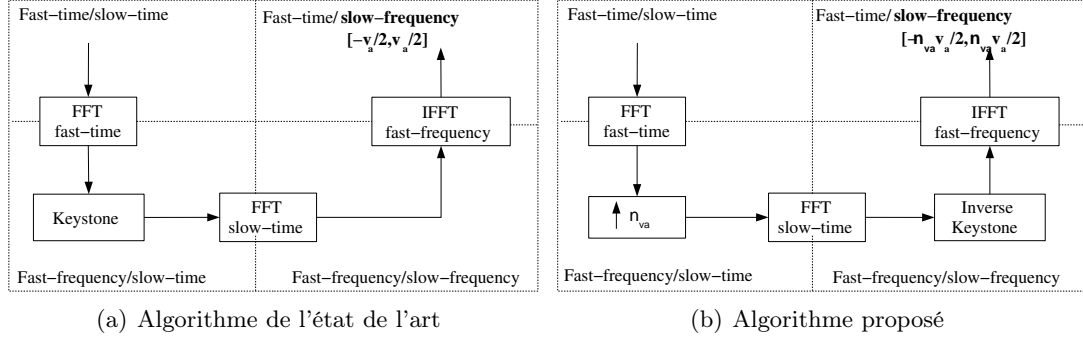 Fast−time/slow−time
Fast−time/slow−frequency
[−v_a/2,v_a/2]
FFT
fast−time
IFFT
fast−frequency
Keystone
FFT
slow−time
Fast−frequency/slow−time
Fast−frequency/slow−frequency
(a) Algorithme de l'état de l'art
Fast−time/slow−time
Fast−time/slow−frequency
[-n_va v_a/2,n_va v_a/2]
FFT
fast−time
IFFT
fast−frequency
↑ n_va
FFT
slow−time
Inverse
Keystone
Fast−frequency/slow−time
Fast−frequency/slow−frequency
(b) Algorithme proposé